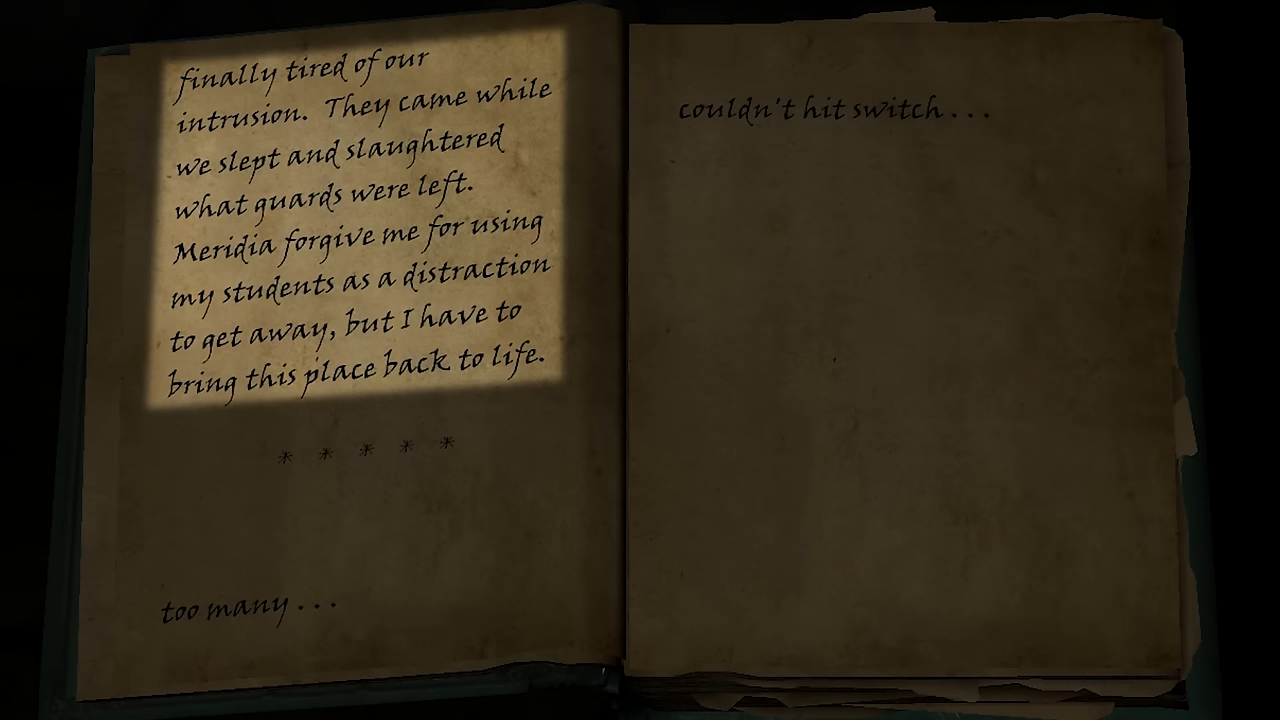 finally tired of our
intrusion. They came while
we slept and slaughtered
what guards were left.
Meridia forgive me for using
my students as a distraction
to get away, but I have to
bring this place back to life.
* * * * *
too many . . .
couldn't hit switch . . .